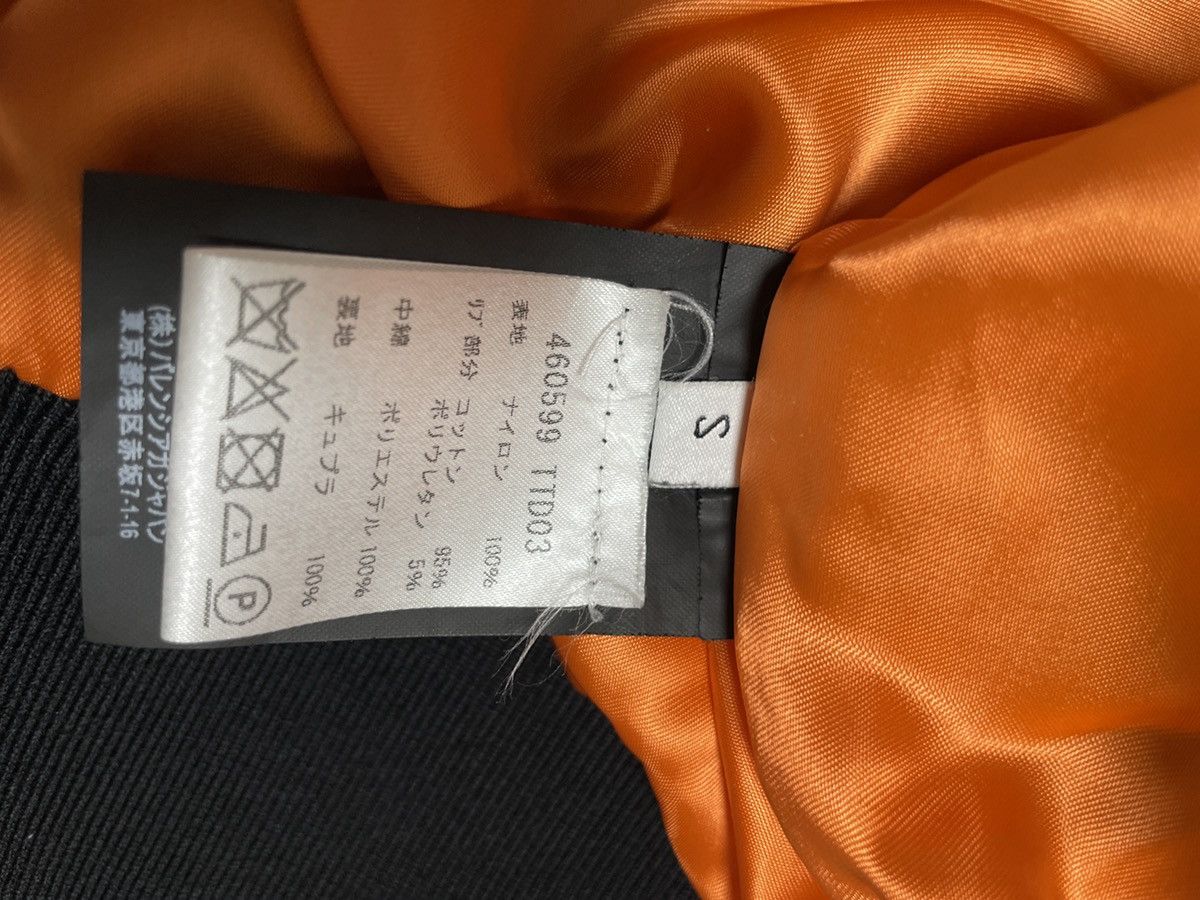 S
460599 TTD03
表地 ナイロン 100%
リブ部分 コットン 95%
ポリウレタン 5%
中綿 ポリエステル 100%
裏地 キュプラ 100%
P
(株)バレンシアガジャパン
東京都港区赤坂7-1-16